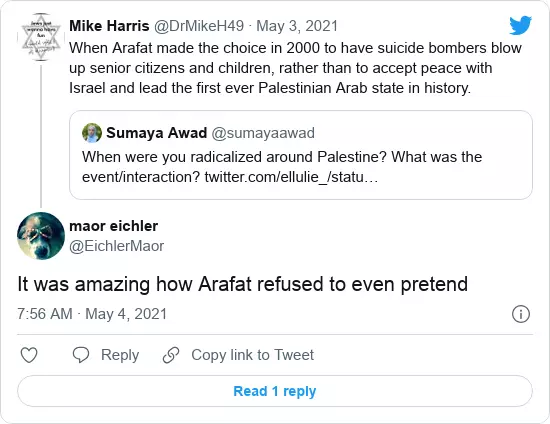 Mike Harris @DrMikeH49 · May 3, 2021
When Arafat made the choice in 2000 to have suicide bombers blow
up senior citizens and children, rather than to accept peace with
Israel and lead the first ever Palestinian Arab state in history.
Sumaya Awad @sumayaawad
When were you radicalized around Palestine? What was the
event/interaction? twitter.com/ellulie_/statu…
maor eichler
@EichlerMaor
It was amazing how Arafat refused to even pretend
7:56 AM · May 4, 2021
Reply
Copy link to Tweet
Read 1 reply